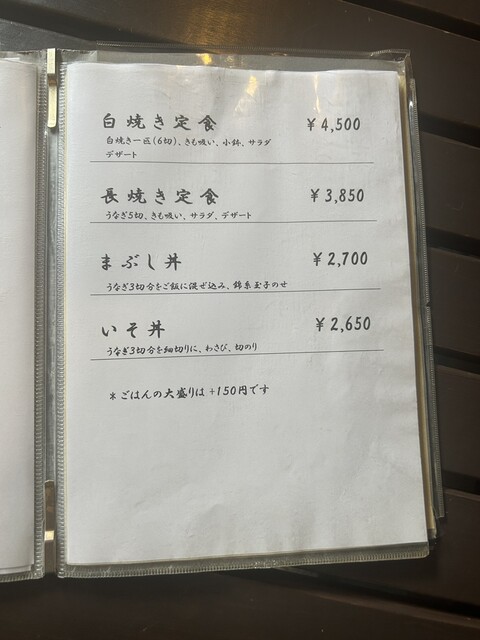 白焼き定食 ¥4,500
白焼き一匹(6切)、きも吸い、小鉢、サラダ
デザート
長焼き定食 ¥3,850
うなぎ5切、きも吸い、サラダ、デザート
まぶし丼 ¥2,700
うなぎ3切分をご飯に混ぜ込み、錦糸玉子のせ
いそ丼 ¥2,650
うなぎ3切分を細切りに、わさび、切のり
＊ごはんの大盛りは+150円です